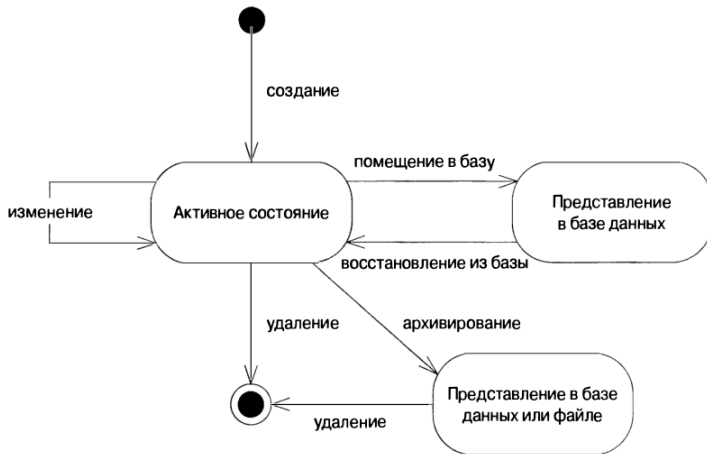 создание
помещение в базу
изменение
Активное состояние
Представление
в базе данных
восстановление из базы
удаление
архивирование
Представление в базе
данных или файле
удаление